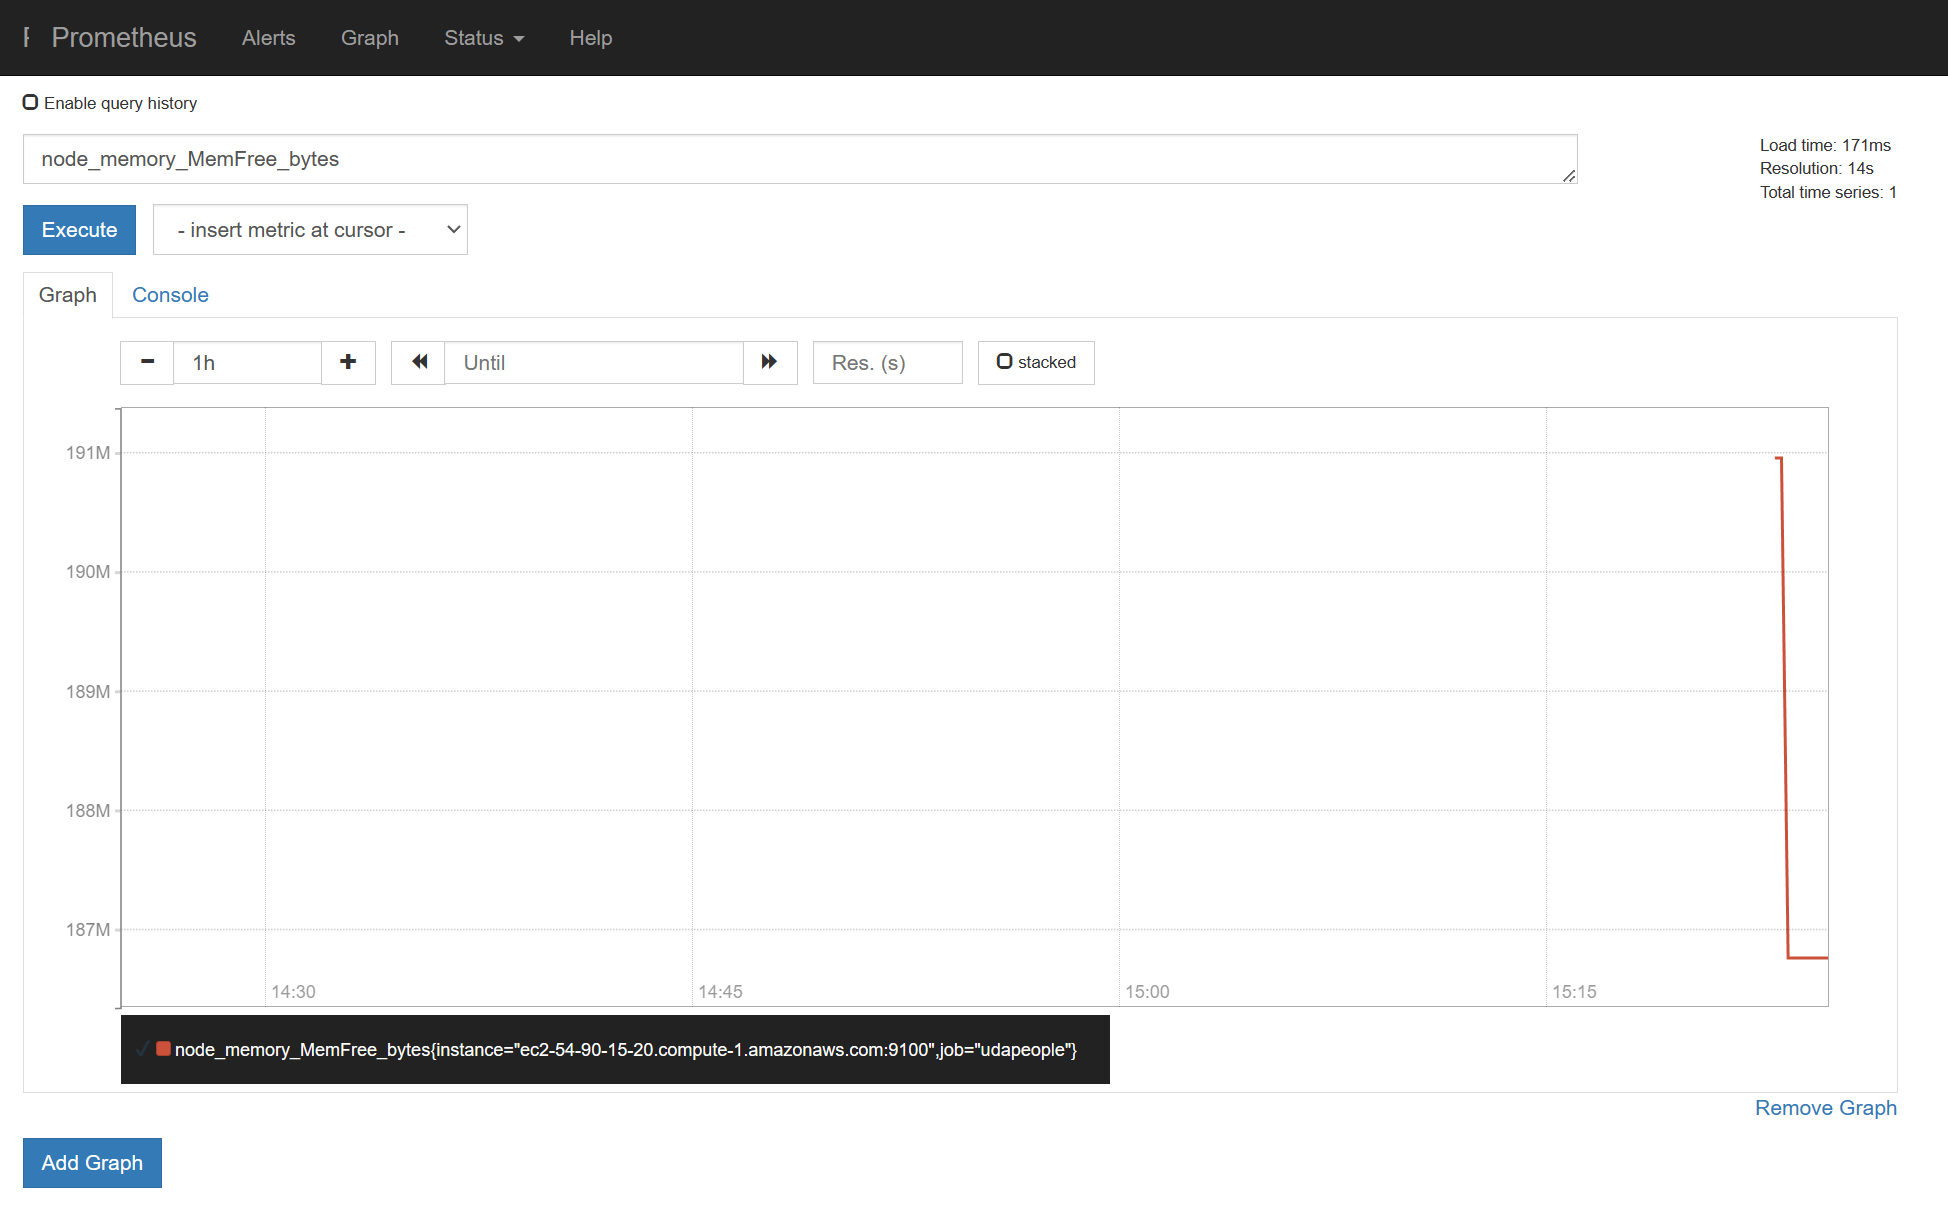 Prometheus Alerts Graph Status Help
Enable query history
node_memory_MemFree_bytes
Load time: 171ms
Resolution: 14s
Total time series: 1
Execute - insert metric at cursor -
Graph Console
1h Until Res. (s) stacked
191M
190M
189M
188M
187M
14:30 14:45 15:00 15:15
node_memory_MemFree_bytes{instance="ec2-54-90-15-20.compute-1.amazonaws.com:9100",job="udapeople"}
Remove Graph
Add Graph